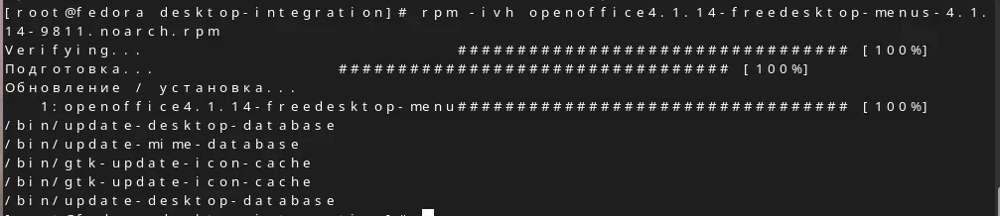 [root@fedora desktop-integration]# rpm -ivh openoffice4.1.14-freedesktop-menus-4.1.
14-9811.noarch.rpm
Verifying... ################################# [100%]
Подготовка... ################################# [100%]
Обновление / установка...
1:openoffice4.1.14-freedesktop-menu################################# [100%]
/bin/update-desktop-database
/bin/update-mime-database
/bin/gtk-update-icon-cache
/bin/gtk-update-icon-cache
/bin/update-desktop-database